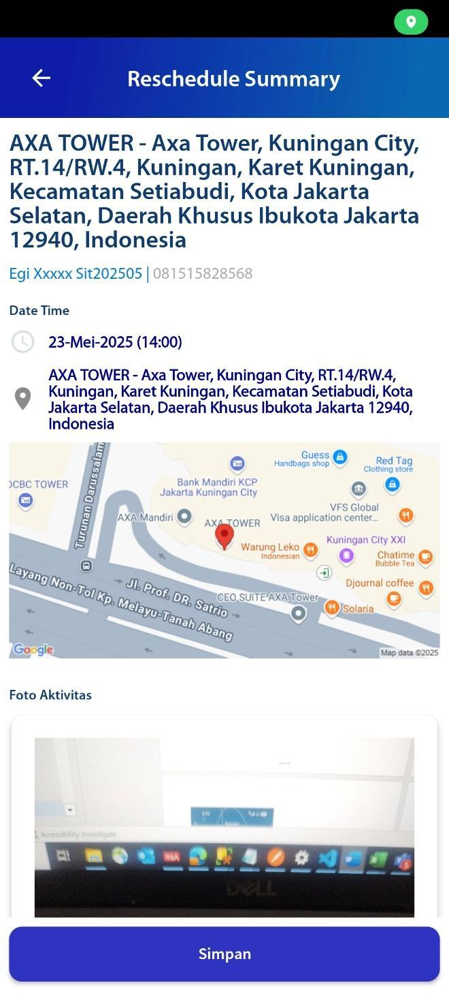 Reschedule Summary
AXA TOWER - Axa Tower, Kuningan City,
RT.14/RW.4, Kuningan, Karet Kuningan,
Kecamatan Setiabudi, Kota Jakarta
Selatan, Daerah Khusus Ibukota Jakarta
12940, Indonesia
Egi Xxxxx Sit202505 | 081515828568
Date Time
23-Mei-2025 (14:00)
AXA TOWER - Axa Tower, Kuningan City, RT.14/RW.4,
Kuningan, Karet Kuningan, Kecamatan Setiabudi, Kota
Jakarta Selatan, Daerah Khusus Ibukota Jakarta 12940,
Indonesia
Turunan Darussalam
Guess
Handbags shop
Red Tag
Clothing store
OCBC TOWER
Bank Mandiri KCP
Jakarta Kuningan City
VFS Global
Visa application center...
AXA Mandiri
AXA TOWER
Kuningan City XXI
Warung Leko
Indonesian
Chatime
Bubble Tea
Layang Non-Tol Kp. Melayu-Tanah Abang
Jl. Prof. DR. Satrio
Djournal coffee
CEO SUITE AXA Tower
Solaria
Google
Map data ©2025
Foto Aktivitas
Accessibility: Investigate
RSA
DELL
Simpan